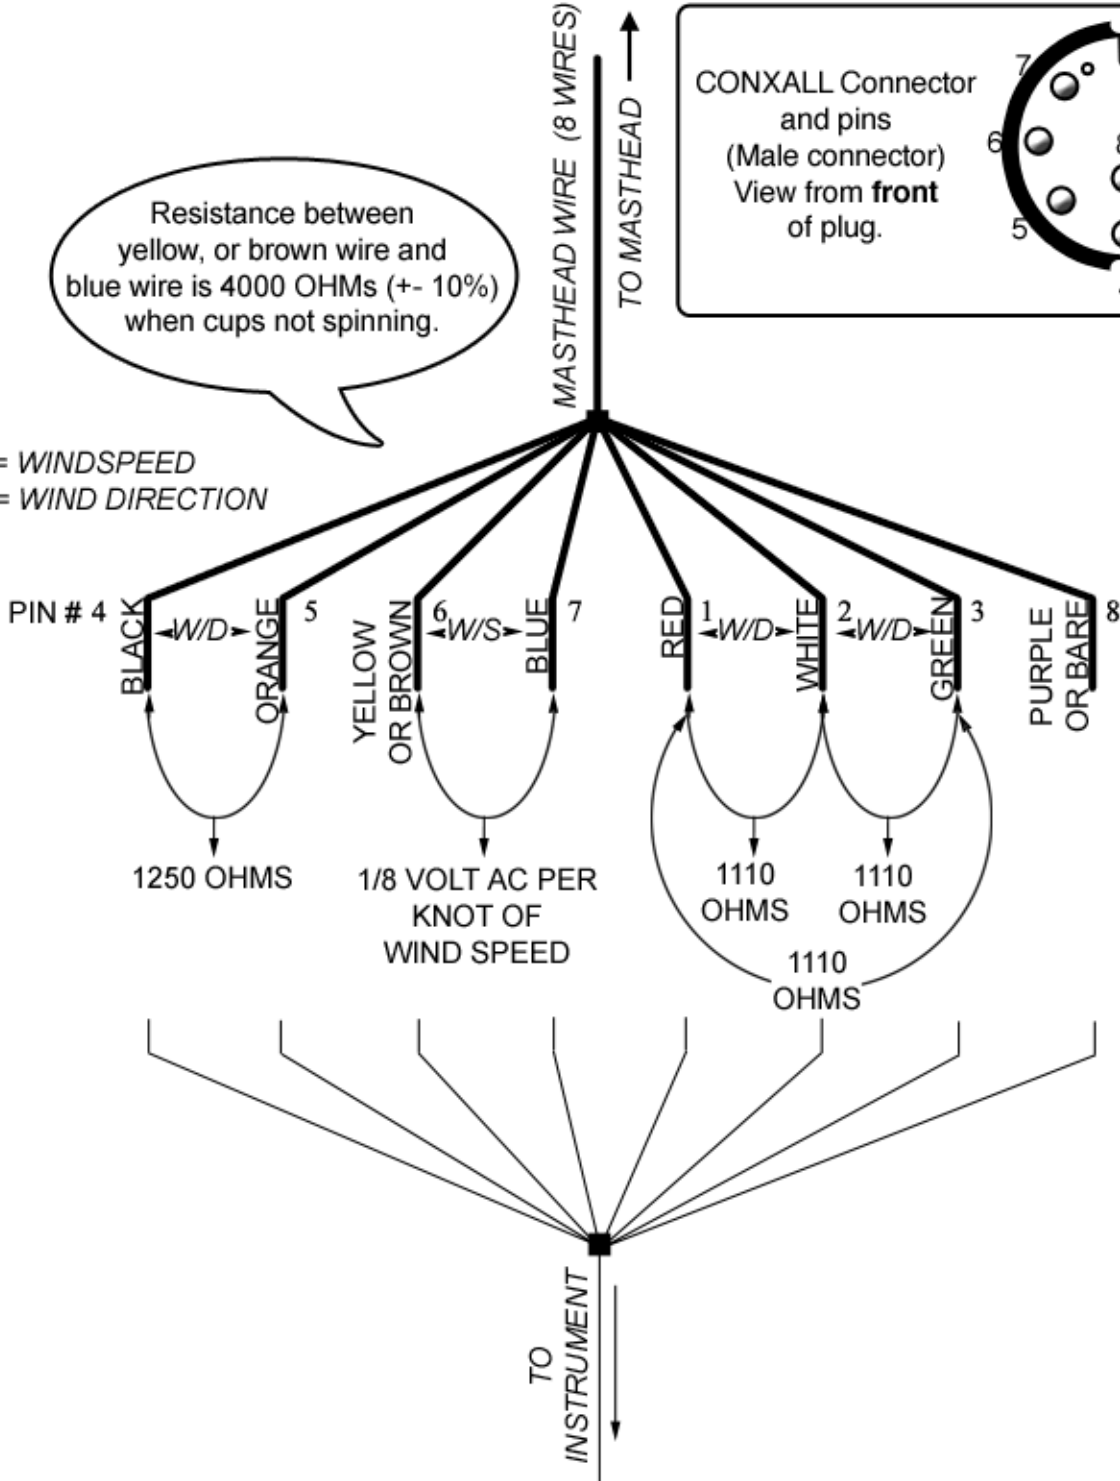 MASTHEAD WIRE (8 WIRES)
TO MASTHEAD
CONXALL Connector
and pins
(Male connector)
View from front
of plug.
7
6
5
Resistance between
yellow, or brown wire and
blue wire is 4000 OHMs (+- 10%)
when cups not spinning.
= WINDSPEED
= WIND DIRECTION
PIN # 4
BLACK
W/D
ORANGE
5
YELLOW
OR BROWN
6
W/S
BLUE
7
RED
1
W/D
WHITE
2
W/D
GREEN
3
PURPLE
OR BARE
8
1250 OHMS
1/8 VOLT AC PER
KNOT OF
WIND SPEED
1110
OHMS
1110
OHMS
1110
OHMS
TO
INSTRUMENT